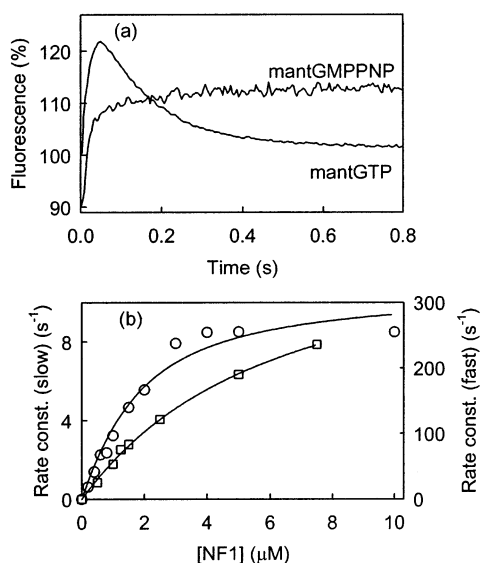 (a)
120
110
100
90
Fluorescence (%)
mantGMPPNP
mantGTP
0.0 0.2 0.4 0.6 0.8
Time (s)
(b)
8
4
0
Rate const. (slow) (s⁻¹)
300
200
100
0
Rate const. (fast) (s⁻¹)
0 2 4 6 8 10
[NF1] (μM)